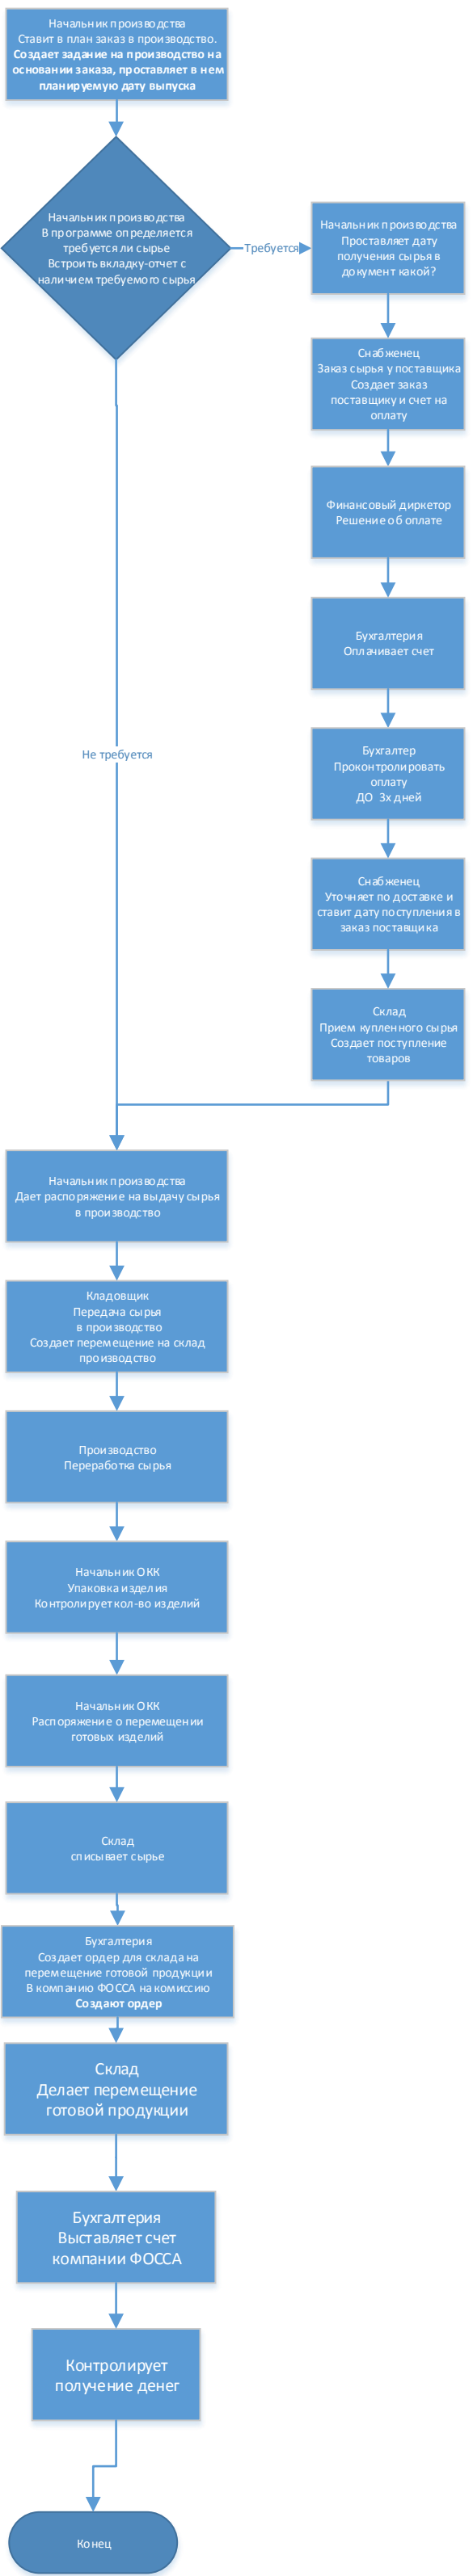 Начальник производства
Ставит в план заказ в производство.
Создает задание на производство на
основании заказа, проставляет в нем
планируемую дату выпуска
Начальник производства
В программе определяется
требуется ли сырье
Встроить вкладку-отчет с
наличием требуемого сырья
Требуется
Начальник производства
Проставляет дату
получения сырья в
документ какой?
Снабженец
Заказ сырья у поставщика
Создает заказ
поставщику и счет на
оплату
Финансовый диркетор
Решение об оплате
Бухгалтерия
Оплачивает счет
Не требуется
Бухгалтер
Проконтролировать
оплату
ДО 3х дней
Снабженец
Уточняет по доставке и
ставит дату поступления в
заказ поставщика
Склад
Прием купленного сырья
Создает поступление
товаров
Начальник производства
Дает распоряжение на выдачу сырья
в производство
Кладовщик
Передача сырья
в производство
Создает перемещение на склад
производство
Производство
Переработка сырья
Начальник ОКК
Упаковка изделия
Контролирует кол-во изделий
Начальник ОКК
Распоряжение о перемещении
готовых изделий
Склад
списывает сырье
Бухгалтерия
Создает ордер для склада на
перемещение готовой продукции
В компанию ФОССА на комиссию
Создают ордер
Склад
Делает перемещение
готовой продукции
Бухгалтерия
Выставляет счет
компании ФОССА
Контролирует
получение денег
Конец